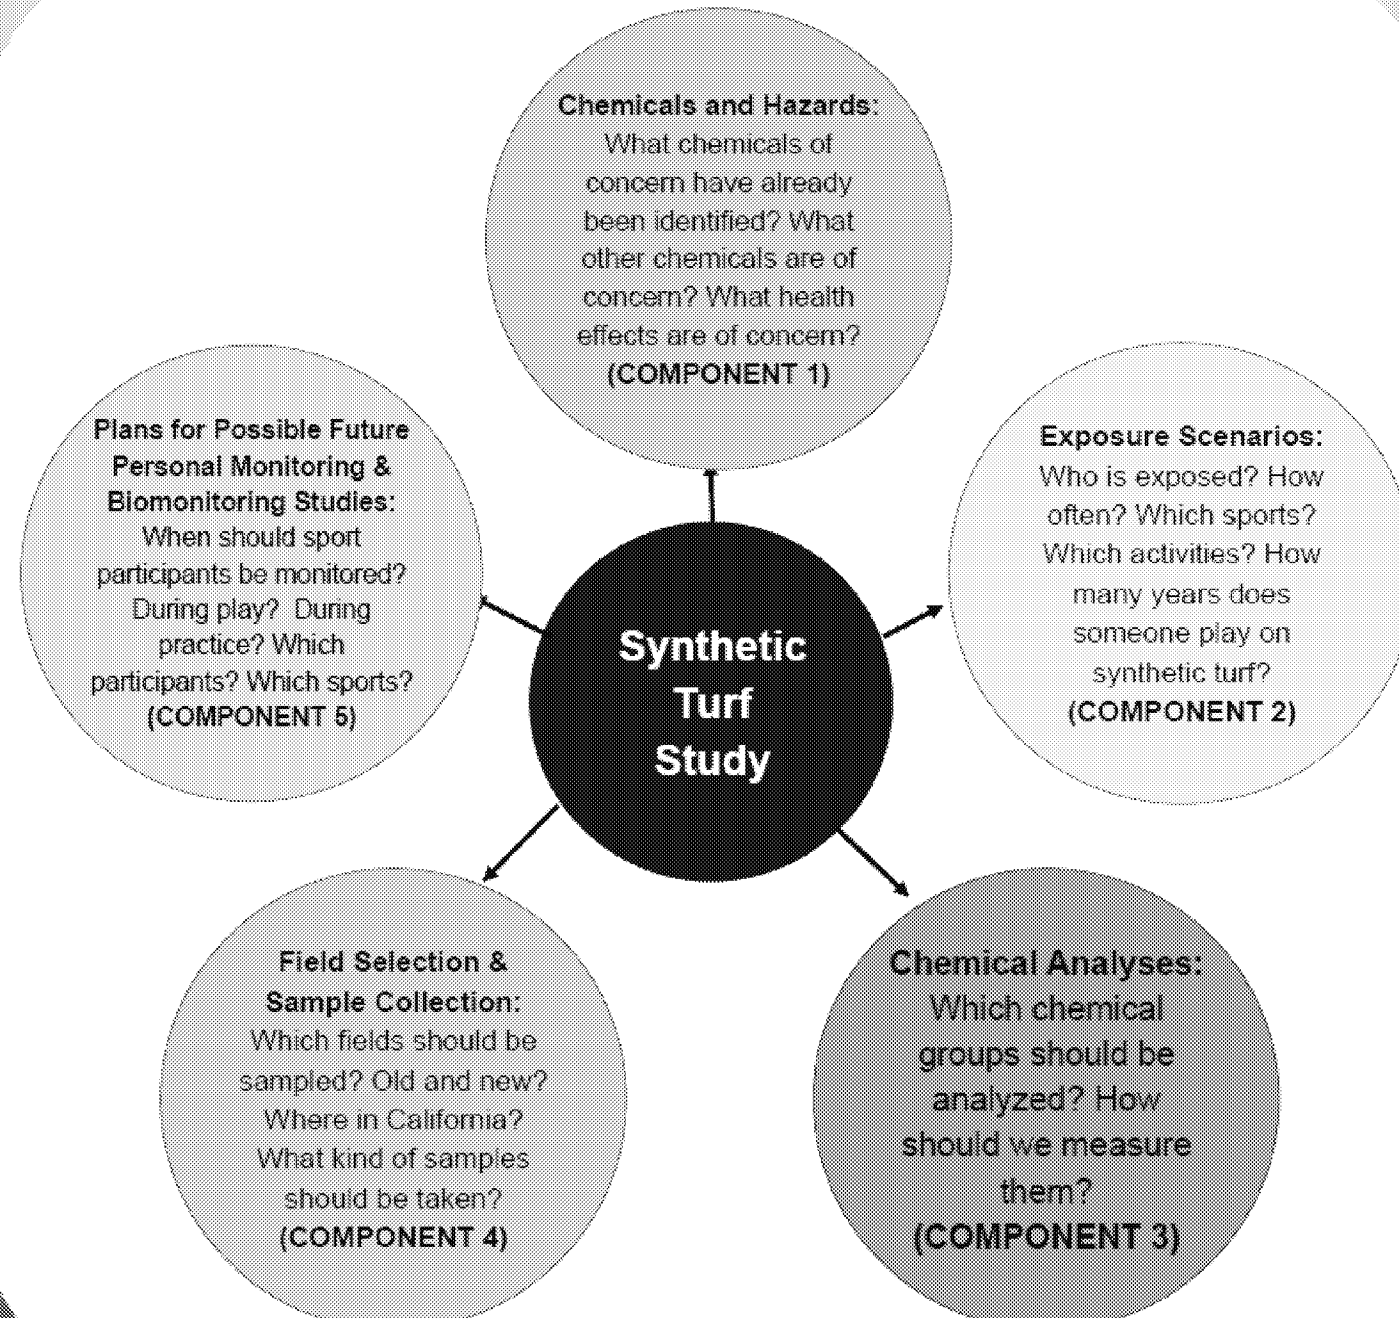 Chemicals and Hazards:
What chemicals of
concern have already
been identified? What
other chemicals are of
concern? What health
effects are of concern?
(COMPONENT 1)
Plans for Possible Future
Personal Monitoring &
Biomonitoring Studies:
When should sport
participants be monitored?
During play? During
practice? Which
participants? Which sports?
(COMPONENT 5)
Exposure Scenarios:
Who is exposed? How
often? Which sports?
Which activities? How
many years does
someone play on
synthetic turf?
(COMPONENT 2)
Synthetic
Turf
Study
Field Selection &
Sample Collection:
Which fields should be
sampled? Old and new?
Where in California?
What kind of samples
should be taken?
(COMPONENT 4)
Chemical Analyses:
Which chemical
groups should be
analyzed? How
should we measure
them?
(COMPONENT 3)